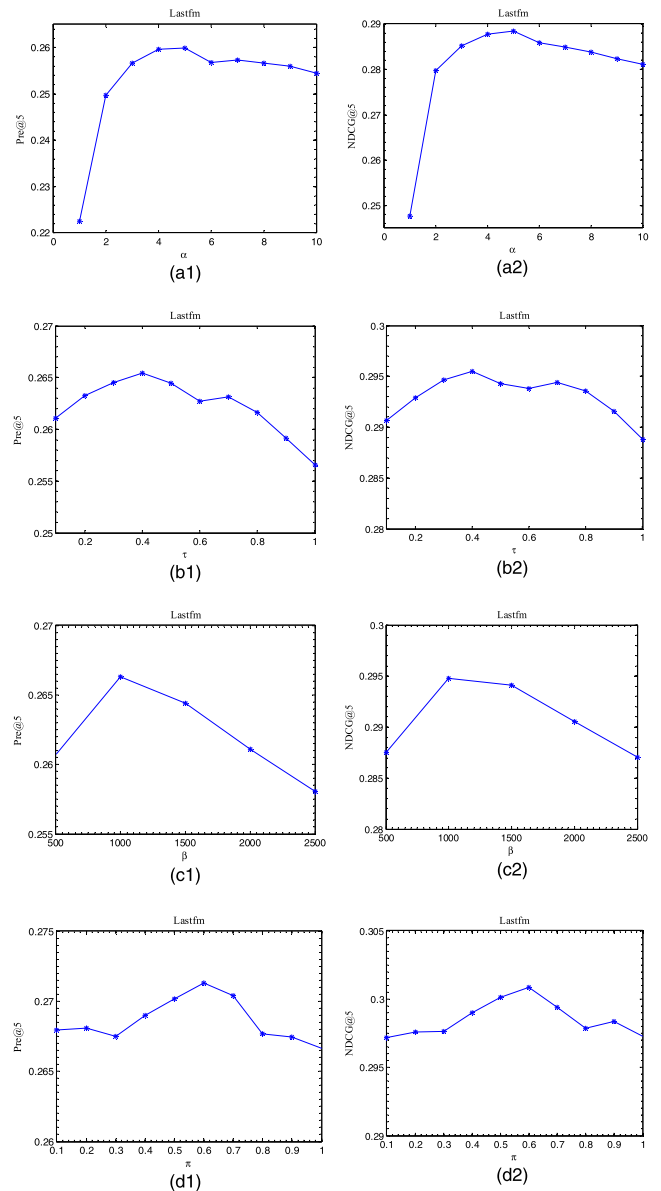 Lastfm
0.26
0.25
0.24
0.23
0.22
Pre@5
0 2 4 6 8 10
α
(a1)
Lastfm
0.29
0.28
0.27
0.26
0.25
NDCG@5
0 2 4 6 8 10
α
(a2)
Lastfm
0.27
0.265
0.26
0.255
0.25
Pre@5
0.2 0.4 0.6 0.8 1
τ
(b1)
Lastfm
0.3
0.295
0.29
0.285
0.28
NDCG@5
0.2 0.4 0.6 0.8 1
τ
(b2)
Lastfm
0.27
0.265
0.26
0.255
Pre@5
500 1000 1500 2000 2500
β
(c1)
Lastfm
0.3
0.295
0.29
0.285
0.28
NDCG@5
500 1000 1500 2000 2500
β
(c2)
Lastfm
0.275
0.27
0.265
0.26
Pre@5
0.1 0.2 0.3 0.4 0.5 0.6 0.7 0.8 0.9 1
π
(d1)
Lastfm
0.305
0.3
0.295
0.29
NDCG@5
0.1 0.2 0.3 0.4 0.5 0.6 0.7 0.8 0.9 1
π
(d2)